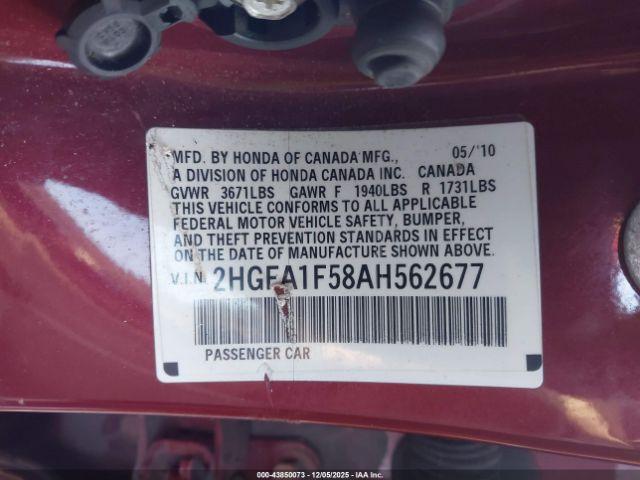 MFD. BY HONDA OF CANADA MFG., 05/'10
A DIVISION OF HONDA CANADA INC. CANADA
GVWR 3671LBS GAWR F 1940LBS R 1731LBS
THIS VEHICLE CONFORMS TO ALL APPLICABLE
FEDERAL MOTOR VEHICLE SAFETY, BUMPER,
AND THEFT PREVENTION STANDARDS IN EFFECT
ON THE DATE OF MANUFACTURE SHOWN ABOVE.
V.I.N. 2HGFA1F58AH562677
PASSENGER CAR
000-43850073 - 12/05/2025 - IAA Inc.